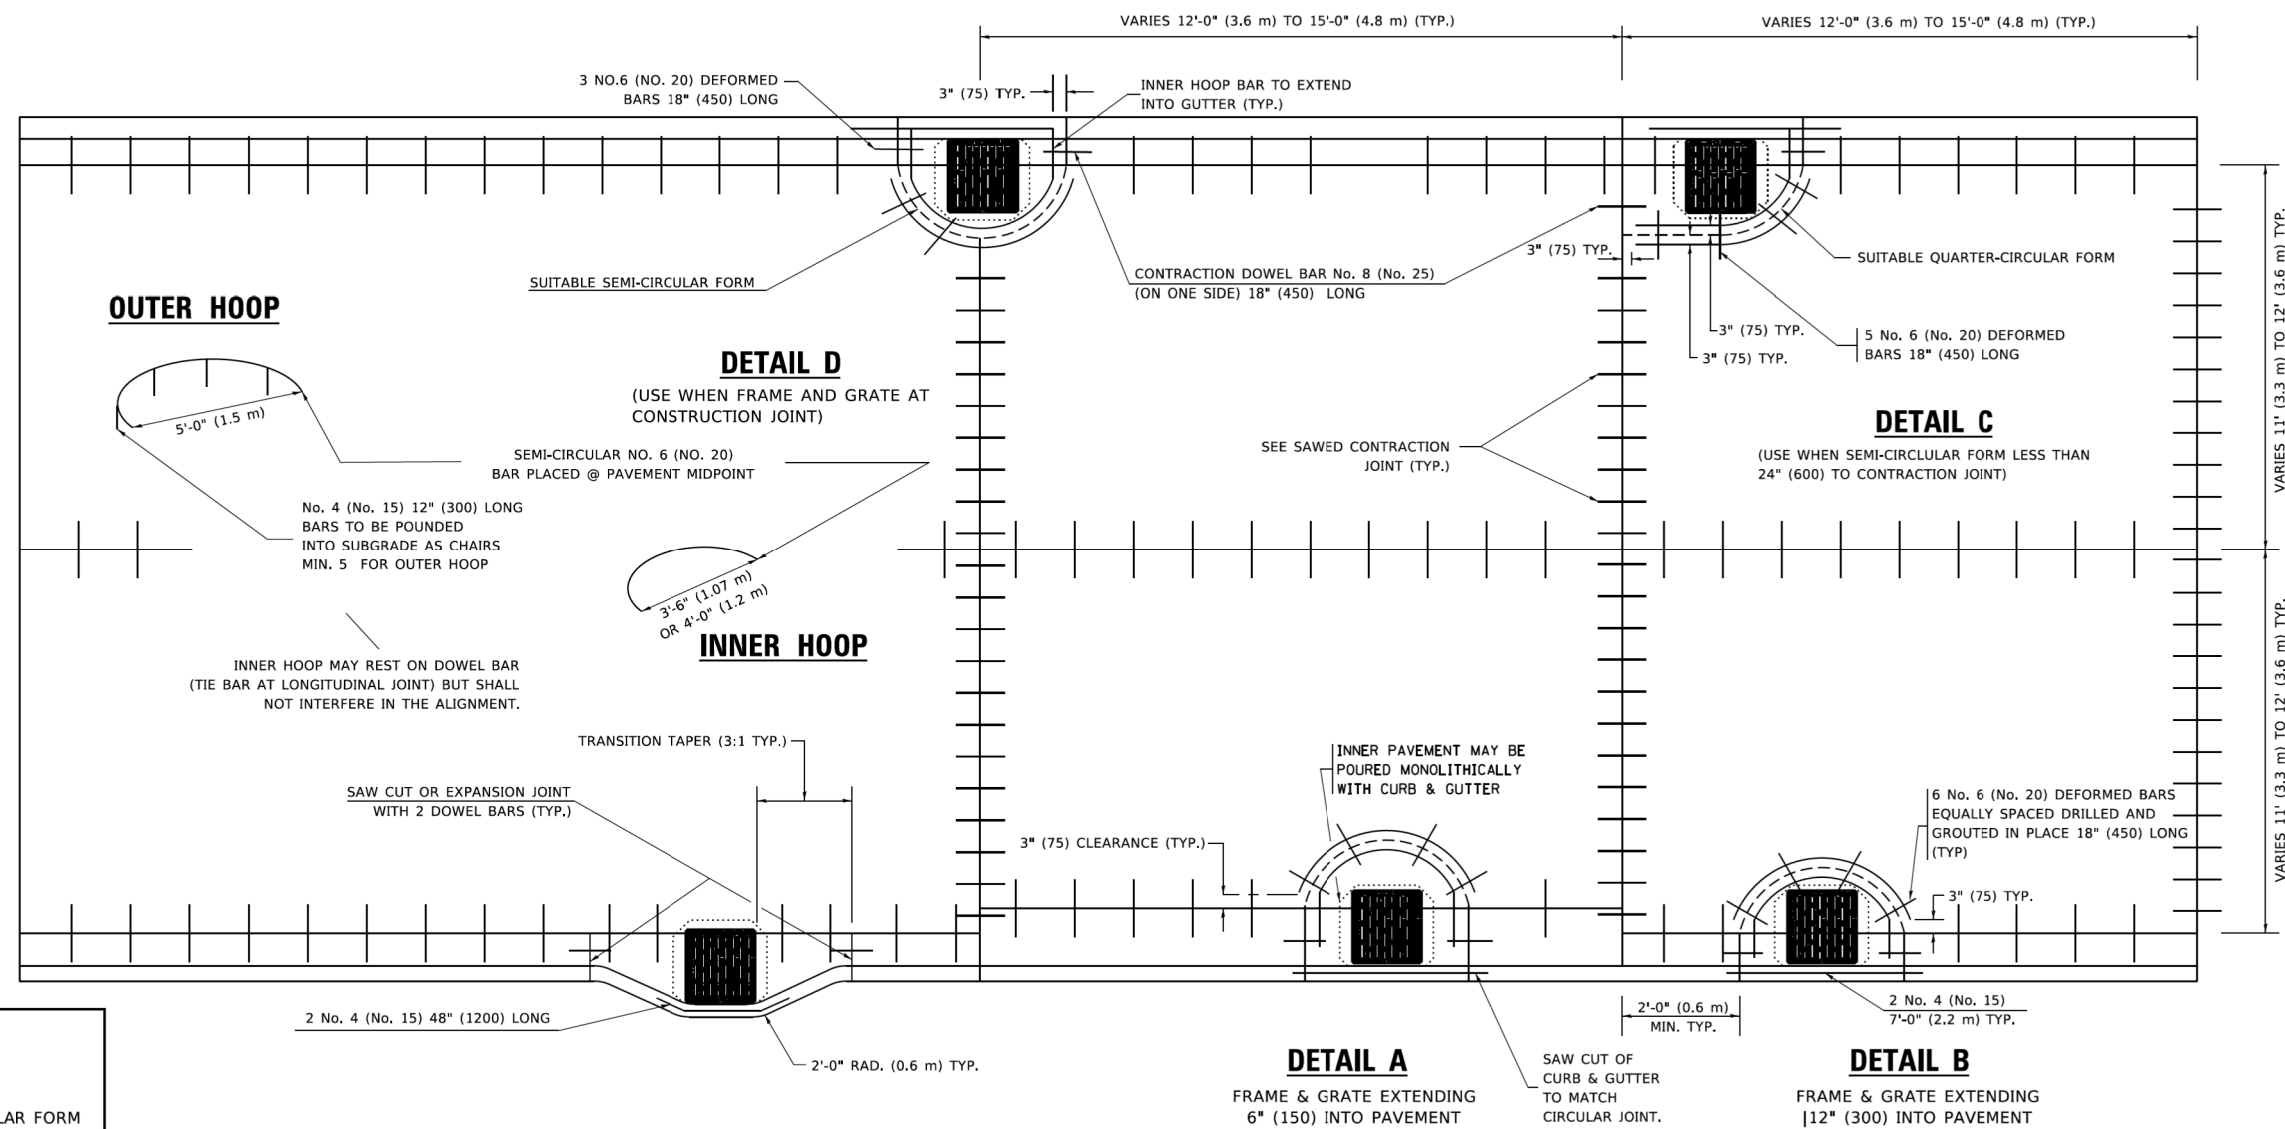 VARIES 12'-0" (3.6 m) TO 15'-0" (4.8 m) (TYP.)
VARIES 12'-0" (3.6 m) TO 15'-0" (4.8 m) (TYP.)
3 NO.6 (NO. 20) DEFORMED
BARS 18" (450) LONG
3" (75) TYP.
INNER HOOP BAR TO EXTEND
INTO GUTTER (TYP.)
SUITABLE SEMI-CIRCULAR FORM
CONTRACTION DOWEL BAR No. 8 (No. 25)
(ON ONE SIDE) 18" (450) LONG
3" (75) TYP.
SUITABLE QUARTER-CIRCULAR FORM
3" (75) TYP.
3" (75) TYP.
5 No. 6 (No. 20) DEFORMED
BARS 18" (450) LONG
VARIES 11' (3.3 m) TO 12' (3.6 m) TYP.
OUTER HOOP
5'-0" (1.5 m)
DETAIL D
(USE WHEN FRAME AND GRATE AT
CONSTRUCTION JOINT)
SEMI-CIRCULAR NO. 6 (NO. 20)
BAR PLACED @ PAVEMENT MIDPOINT
SEE SAWED CONTRACTION
JOINT (TYP.)
DETAIL C
(USE WHEN SEMI-CIRCLULAR FORM LESS THAN
24" (600) TO CONTRACTION JOINT)
No. 4 (No. 15) 12" (300) LONG
BARS TO BE POUNDED
INTO SUBGRADE AS CHAIRS
MIN. 5 FOR OUTER HOOP
3'-6" (1.07 m)
OR 4'-0" (1.2 m)
INNER HOOP
INNER HOOP MAY REST ON DOWEL BAR
(TIE BAR AT LONGITUDINAL JOINT) BUT SHALL
NOT INTERFERE IN THE ALIGNMENT.
VARIES 11' (3.3 m) TO 12' (3.6 m) TYP.
TRANSITION TAPER (3:1 TYP.)
SAW CUT OR EXPANSION JOINT
WITH 2 DOWEL BARS (TYP.)
INNER PAVEMENT MAY BE
POURED MONOLITHICALLY
WITH CURB & GUTTER
3" (75) CLEARANCE (TYP.)
6 No. 6 (No. 20) DEFORMED BARS
EQUALLY SPACED DRILLED AND
GROUTED IN PLACE 18" (450) LONG
(TYP)
3" (75) TYP.
2 No. 4 (No. 15) 48" (1200) LONG
2'-0" RAD. (0.6 m) TYP.
2'-0" (0.6 m)
MIN. TYP.
2 No. 4 (No. 15)
7'-0" (2.2 m) TYP.
DETAIL A
FRAME & GRATE EXTENDING
6" (150) INTO PAVEMENT
SAW CUT OF
CURB & GUTTER
TO MATCH
CIRCULAR JOINT.
DETAIL B
FRAME & GRATE EXTENDING
12" (300) INTO PAVEMENT
LAR FORM